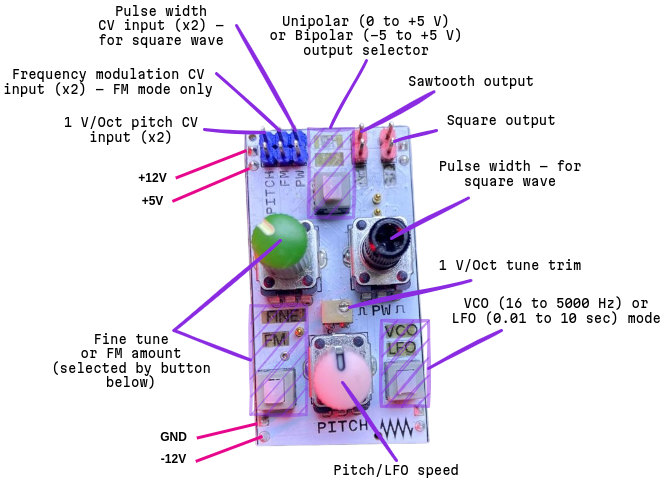 Pulse width
CV input (x2) –
for square wave
Unipolar (0 to +5 V)
or Bipolar (–5 to +5 V)
output selector
Frequency modulation CV
input (x2) – FM mode only
Sawtooth output
1 V/Oct pitch CV
input (x2)
Square output
+12V
+5V
Pulse width – for
square wave
PITCH
FM
PW
1 V/Oct tune trim
PW
VCO (16 to 5000 Hz) or
LFO (0.01 to 10 sec) mode
FINE
FM
VCO
LFO
Fine tune
or FM amount
(selected by button
below)
PITCH
GND
-12V
Pitch/LFO speed